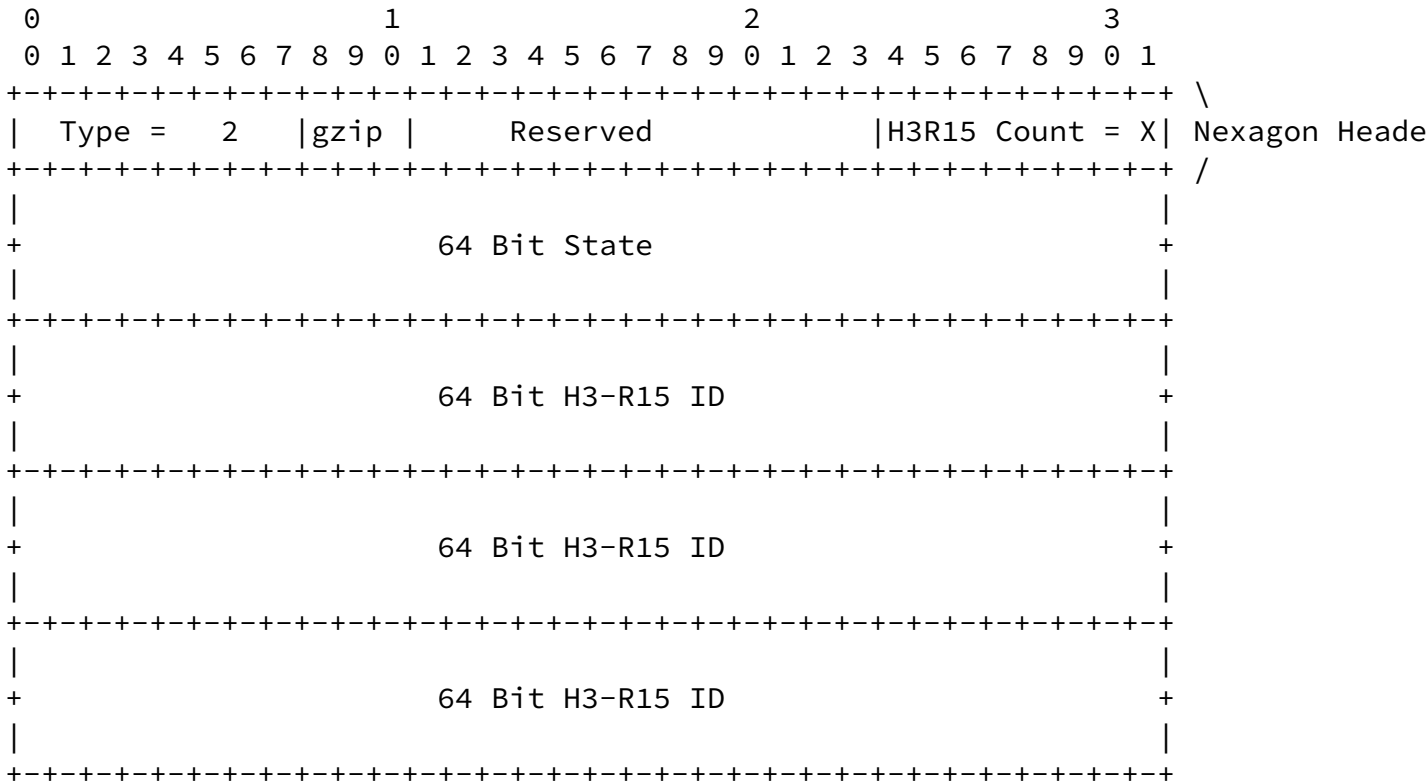 0                   1                   2                   3
 0 1 2 3 4 5 6 7 8 9 0 1 2 3 4 5 6 7 8 9 0 1 2 3 4 5 6 7 8 9 0 1
+-+-+-+-+-+-+-+-+-+-+-+-+-+-+-+-+-+-+-+-+-+-+-+-+-+-+-+-+-+-+-+-+ \
|  Type =   2   |gzip |     Reserved            |H3R15 Count = X| Nexagon Heade
+-+-+-+-+-+-+-+-+-+-+-+-+-+-+-+-+-+-+-+-+-+-+-+-+-+-+-+-+-+-+-+-+ /
|                                                               |
+                       64 Bit State                            +
|                                                               |
+-+-+-+-+-+-+-+-+-+-+-+-+-+-+-+-+-+-+-+-+-+-+-+-+-+-+-+-+-+-+-+-+
|                                                               |
+                       64 Bit H3-R15 ID                        +
|                                                               |
+-+-+-+-+-+-+-+-+-+-+-+-+-+-+-+-+-+-+-+-+-+-+-+-+-+-+-+-+-+-+-+-+
|                                                               |
+                       64 Bit H3-R15 ID                        +
|                                                               |
+-+-+-+-+-+-+-+-+-+-+-+-+-+-+-+-+-+-+-+-+-+-+-+-+-+-+-+-+-+-+-+-+
|                                                               |
+                       64 Bit H3-R15 ID                        +
|                                                               |
+-+-+-+-+-+-+-+-+-+-+-+-+-+-+-+-+-+-+-+-+-+-+-+-+-+-+-+-+-+-+-+-+